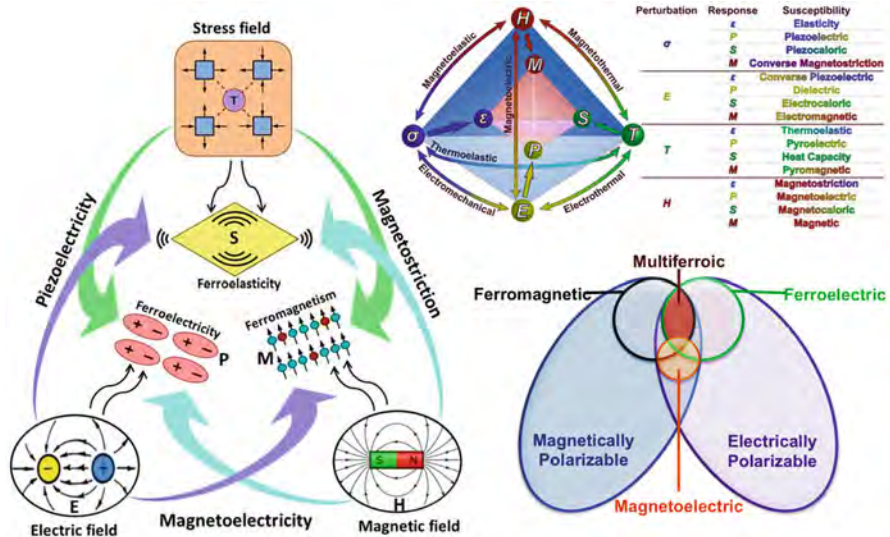 Stress field
T
S
Ferroelasticity
Piezoelectricity
Magnetostriction
Ferroelectricity
P
Ferromagnetism
M
E
Electric field
Magnetoelectricity
S N
H
Magnetic field
H
M
σ
ε
S
T
P
E
Magnetoelastic
Magnetothermal
Magnetoelectric
Thermoelastic
Electromechanical
Electrothermal
Perturbation Response Susceptibility
ε Elasticity
σ P Piezoelectric
S Piezocaloric
M Converse Magnetostriction
ε Converse Piezoelectric
E P Dielectric
S Electrocaloric
M Electromagnetic
ε Thermoelastic
T P Pyroelectric
S Heat Capacity
M Pyromagnetic
ε Magnetostriction
H P Magnetoelectric
S Magnetocaloric
M Magnetic
Multiferroic
Ferromagnetic
Ferroelectric
Magnetically
Polarizable
Electrically
Polarizable
Magnetoelectric